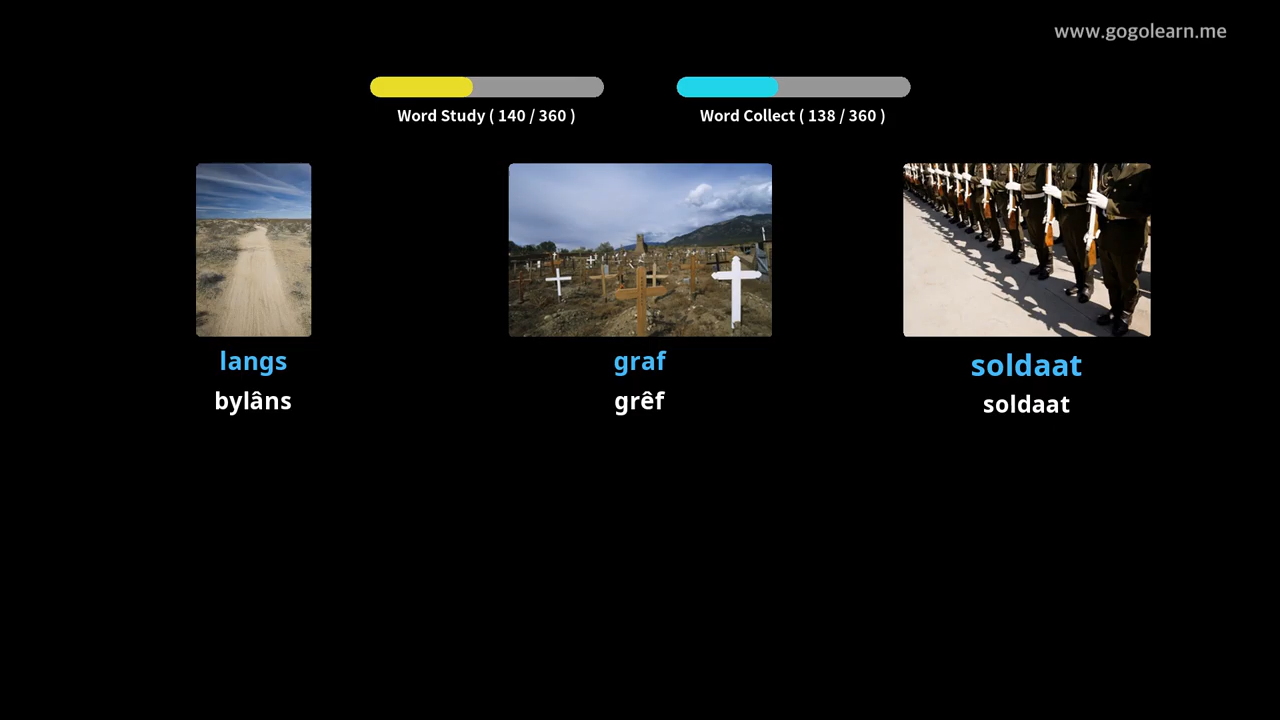 www.gogolearn.me
Word Study ( 140 / 360 )
Word Collect ( 138 / 360 )
langs
bylâns
graf
grêf
soldaat
soldaat